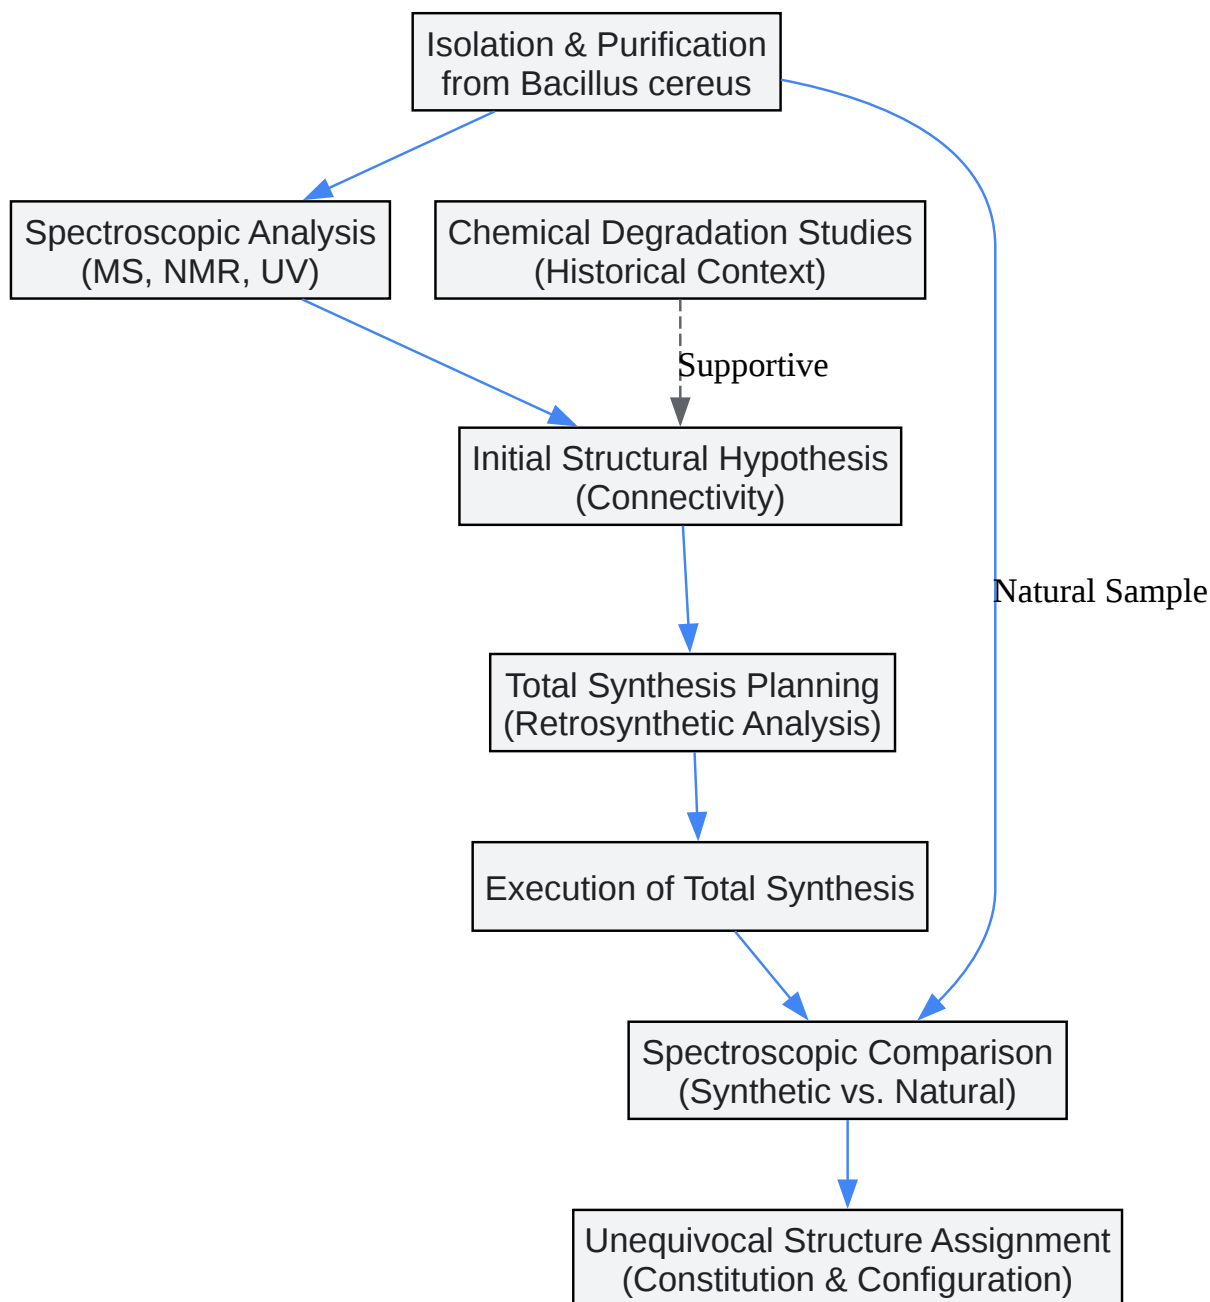 Isolation & Purification
from Bacillus cereus
Spectroscopic Analysis
(MS, NMR, UV)
Chemical Degradation Studies
(Historical Context)
Supportive
Initial Structural Hypothesis
(Connectivity)
Natural Sample
Total Synthesis Planning
(Retrosynthetic Analysis)
Execution of Total Synthesis
Spectroscopic Comparison
(Synthetic vs. Natural)
Unequivocal Structure Assignment
(Constitution & Configuration)